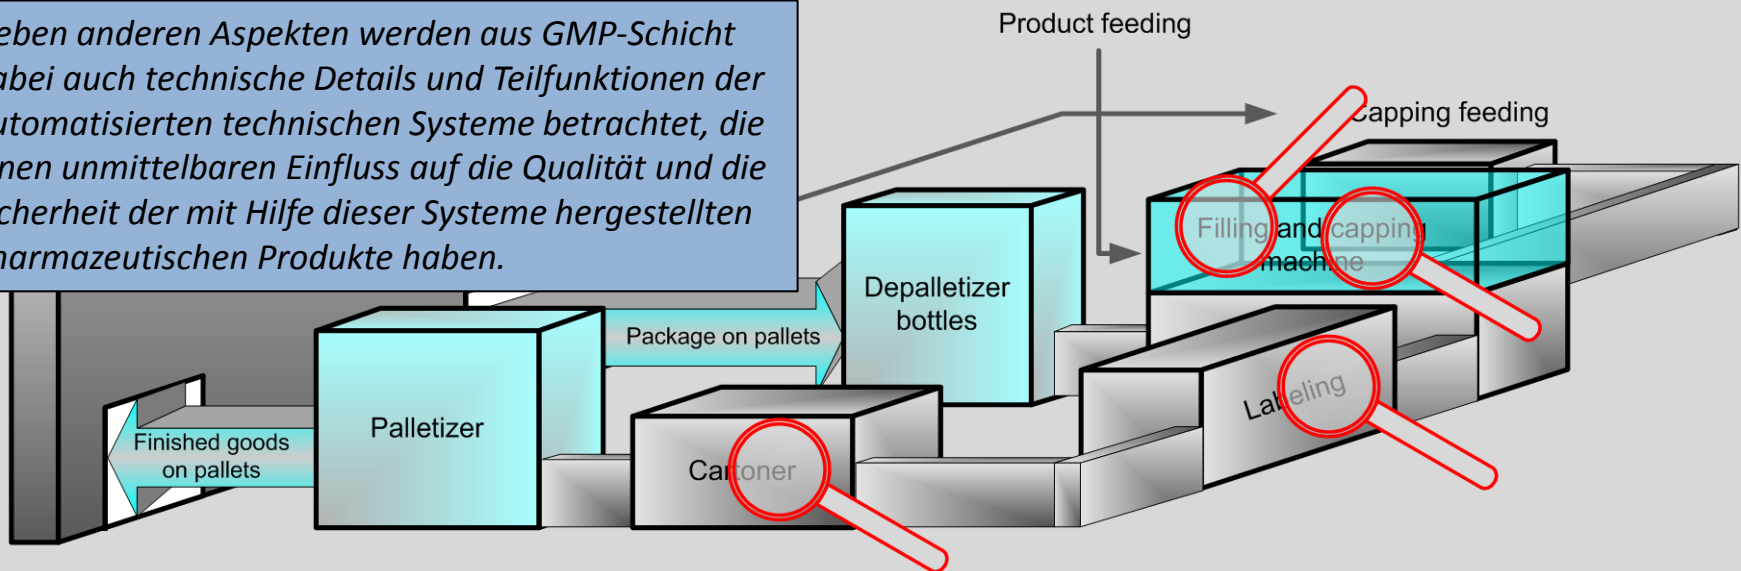 eben anderen Aspekten werden aus GMP-Schicht
abei auch technische Details und Teilfunktionen der
utomatisierten technischen Systeme betrachtet, die
nen unmittelbaren Einfluss auf die Qualität und die
cherheit der mit Hilfe dieser Systeme hergestellten
harmazeutischen Produkte haben.
Product feeding
Capping feeding
Filling and capping
machine
Depalletizer
bottles
Package on pallets
Labeling
Palletizer
Cartoner
Finished goods
on pallets